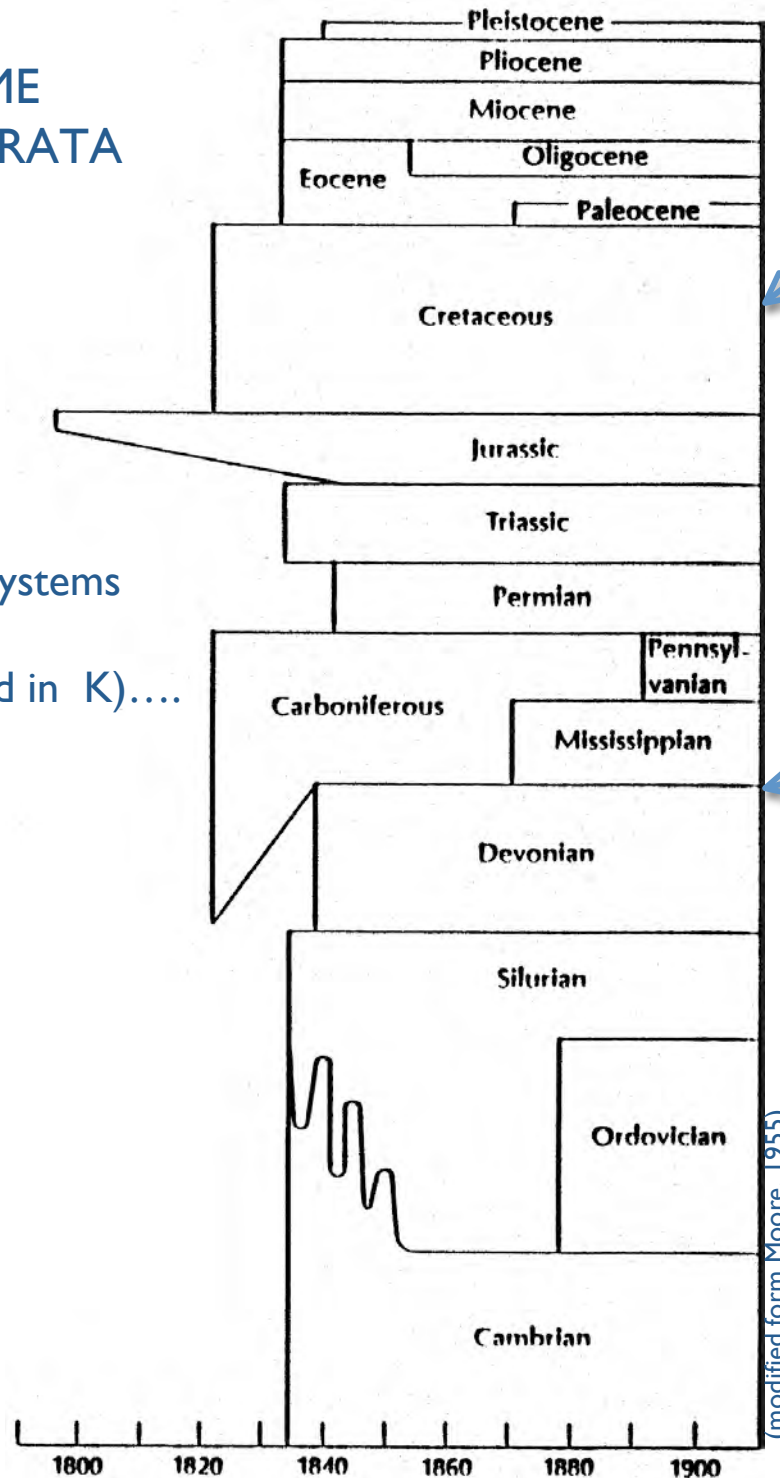 ME
RATA
ystems
d in K)....
Pleistocene
Pliocene
Miocene
Oligocene
Eocene
Paleocene
Cretaceous
Jurassic
Triassic
Permian
Pennsyl-
vanian
Carboniferous
Mississippian
Devonian
Silurian
Ordovician
Cambrian
1800 1820 1840 1860 1880 1900
(modified form Moore, 1955)